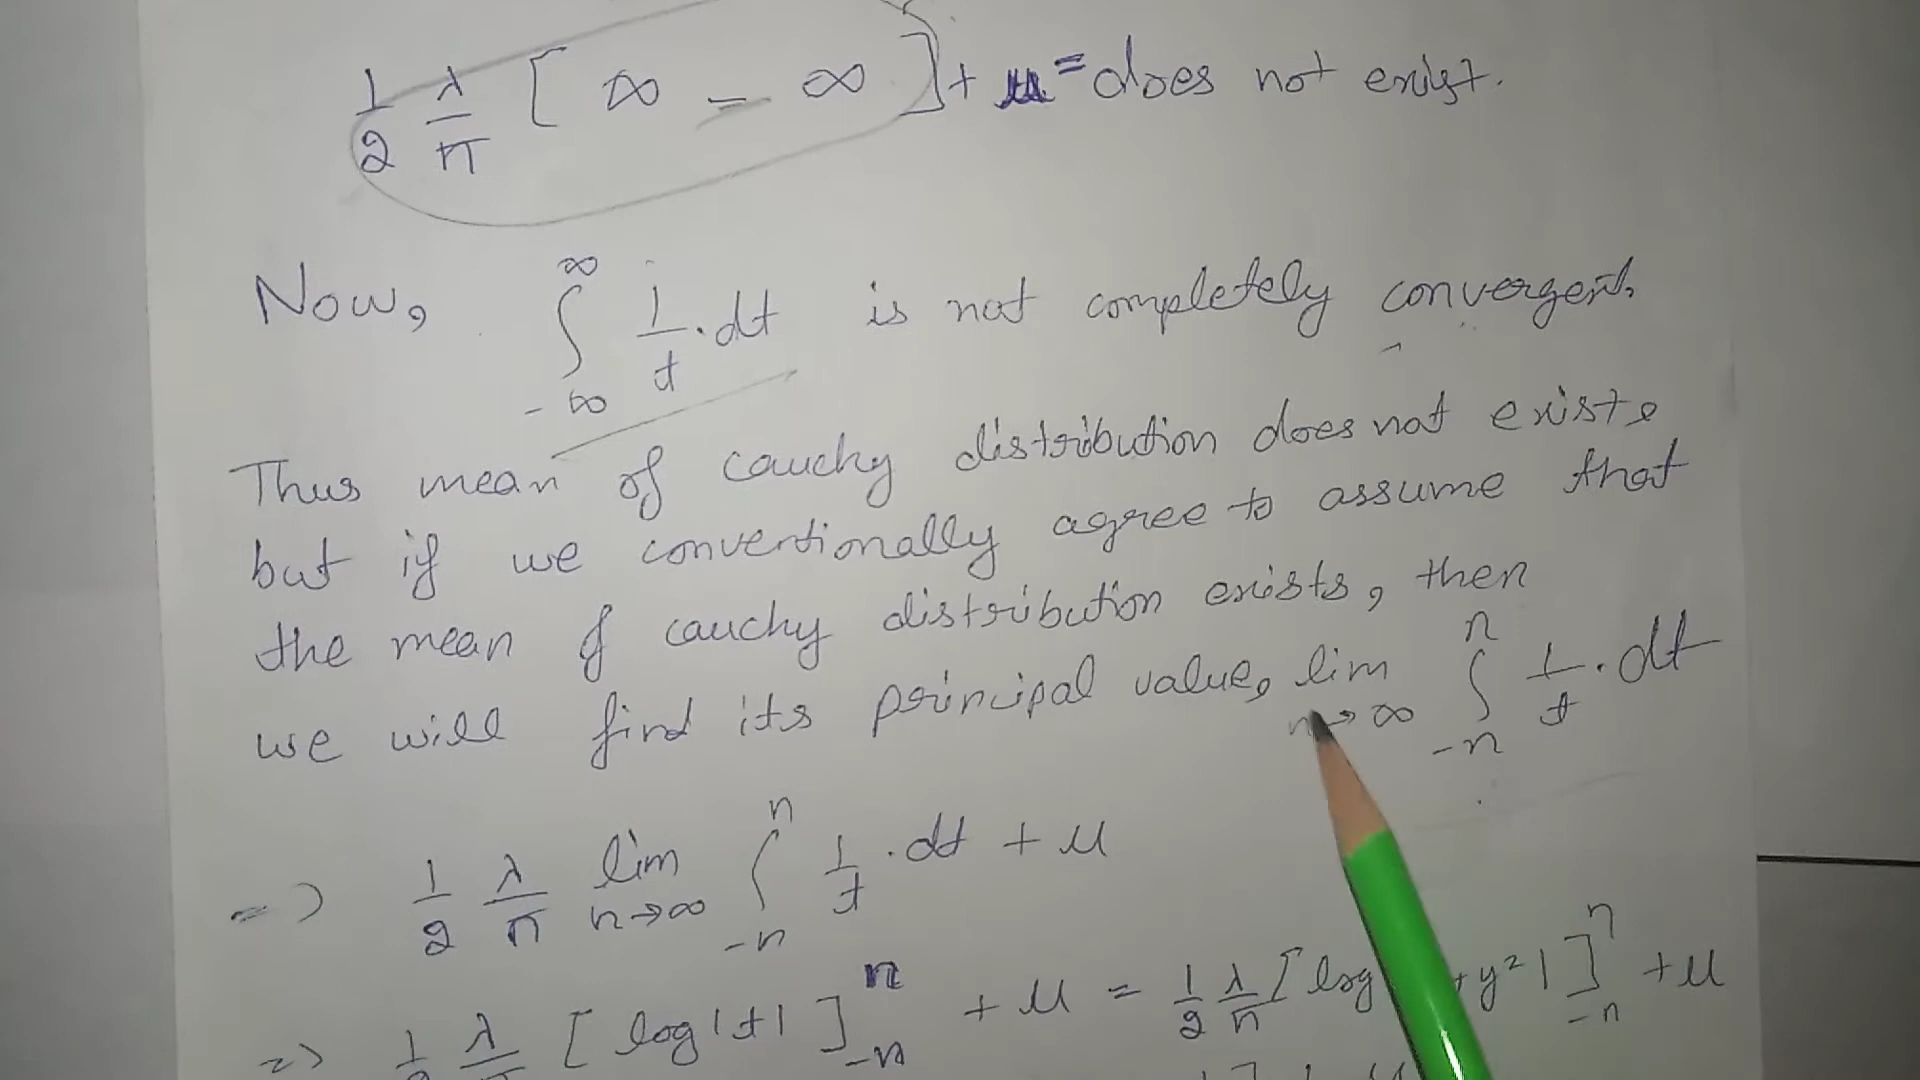 1/2 λ/π [ ∞ - ∞ ] + μ = does not exist.
Now, ∫_{-∞}^{∞} 1/t . dt is not completely convergent.
Thus mean of cauchy distribution does not exists
but if we conventionally agree to assume that
the mean of cauchy distribution exists, then
we will find its principal value, lim_{n→∞} ∫_{-n}^{n} 1/t . dt
=> 1/2 λ/π lim_{n→∞} ∫_{-n}^{n} 1/t . dt + μ
=> 1/2 λ/π [ log |t| ]_{-n}^{n} + μ = 1/2 λ/π [ log + y² | ]_{-n}^{n} + μ